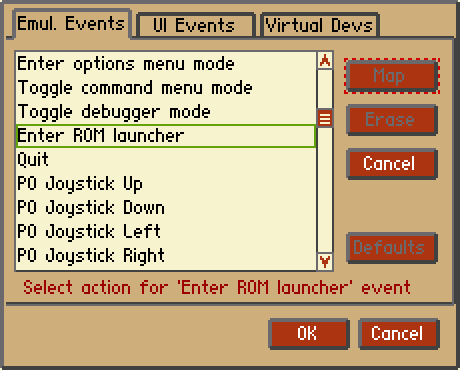 Emul. Events
UI Events
Virtual Devs
Enter options menu mode
Toggle command menu mode
Toggle debugger mode
Enter ROM launcher
Quit
P0 Joystick Up
P0 Joystick Down
P0 Joystick Left
P0 Joystick Right
Map
Erase
Cancel
Defaults
Select action for 'Enter ROM launcher' event
OK
Cancel